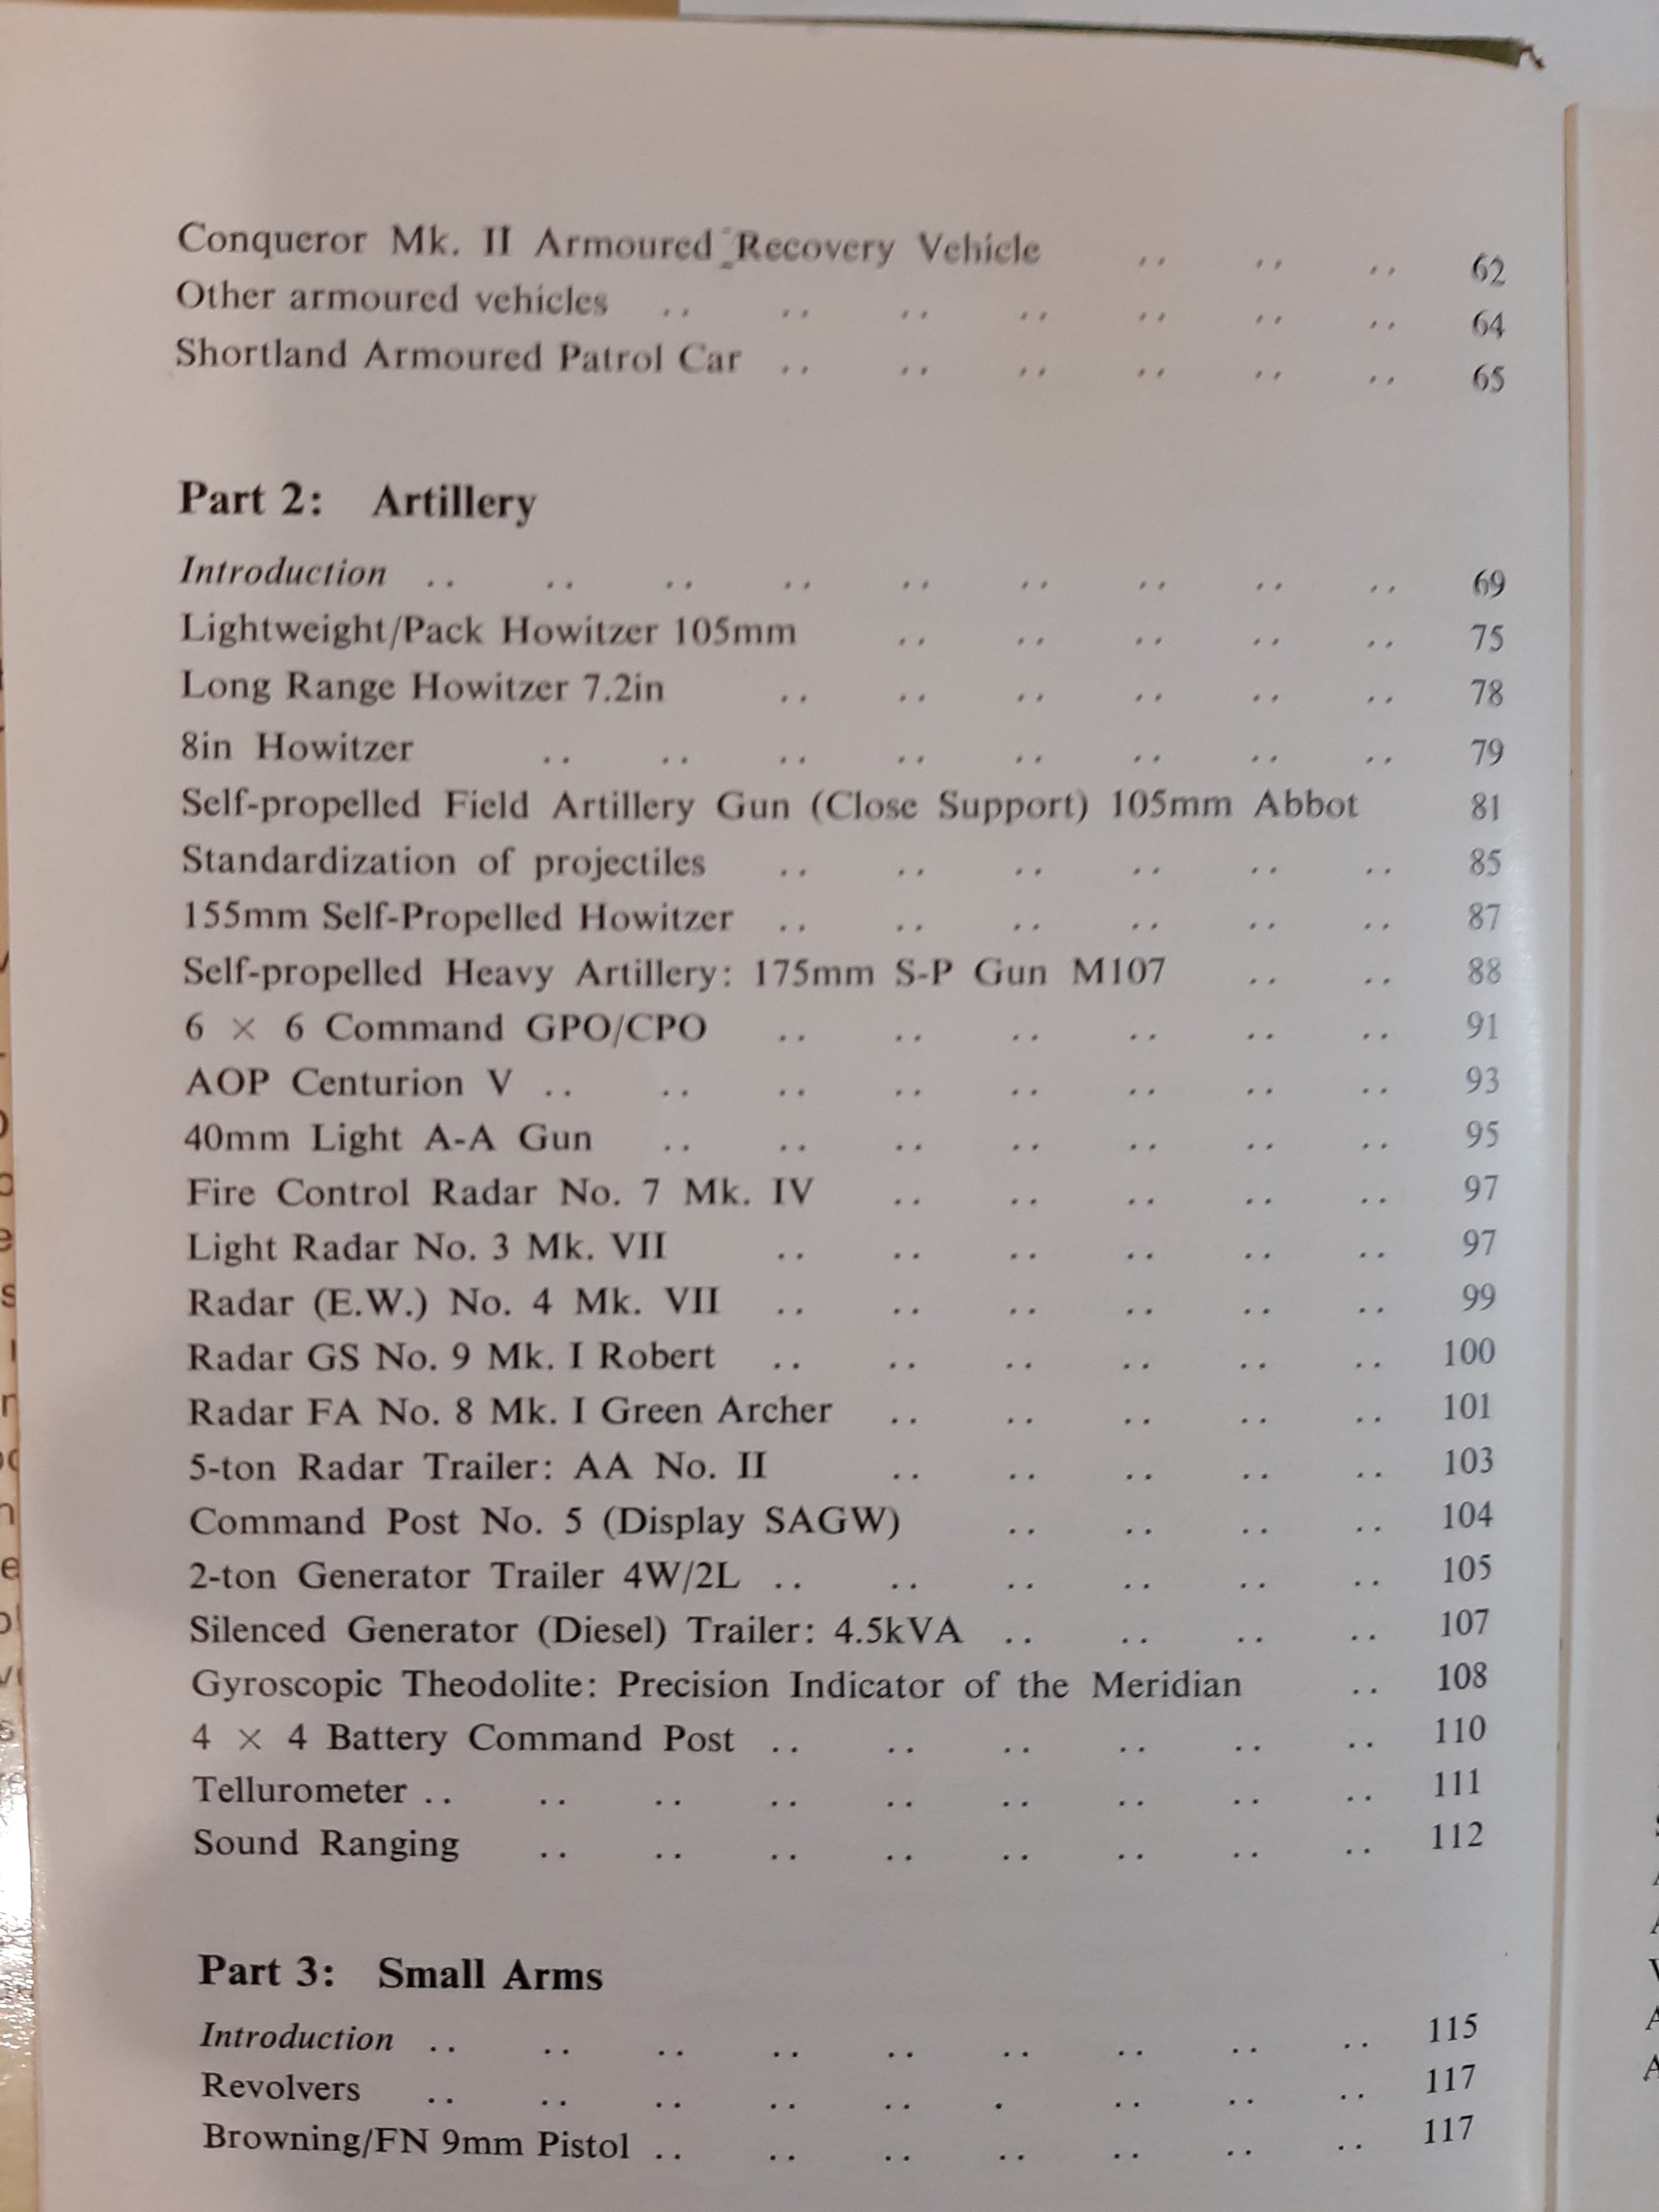 Conqueror Mk. II Armoured Recovery Vehicle .. .. .. 62
Other armoured vehicles .. .. .. .. .. .. .. 64
Shortland Armoured Patrol Car .. .. .. .. .. .. 65
Part 2: Artillery
Introduction .. .. .. .. .. .. .. .. .. 69
Lightweight/Pack Howitzer 105mm .. .. .. .. .. 75
Long Range Howitzer 7.2in .. .. .. .. .. .. 78
8in Howitzer .. .. .. .. .. .. .. .. 79
Self-propelled Field Artillery Gun (Close Support) 105mm Abbot 81
Standardization of projectiles .. .. .. .. .. .. 85
155mm Self-Propelled Howitzer .. .. .. .. .. .. 87
Self-propelled Heavy Artillery: 175mm S-P Gun M107 .. .. 88
6 × 6 Command GPO/CPO .. .. .. .. .. .. 91
AOP Centurion V .. .. .. .. .. .. .. .. 93
40mm Light A-A Gun .. .. .. .. .. .. .. 95
Fire Control Radar No. 7 Mk. IV .. .. .. .. .. 97
Light Radar No. 3 Mk. VII .. .. .. .. .. .. 97
Radar (E.W.) No. 4 Mk. VII .. .. .. .. .. .. 99
Radar GS No. 9 Mk. I Robert .. .. .. .. .. .. 100
Radar FA No. 8 Mk. I Green Archer .. .. .. .. .. 101
5-ton Radar Trailer: AA No. II .. .. .. .. .. 103
Command Post No. 5 (Display SAGW) .. .. .. .. 104
2-ton Generator Trailer 4W/2L .. .. .. .. .. .. 105
Silenced Generator (Diesel) Trailer: 4.5kVA .. .. .. .. 107
Gyroscopic Theodolite: Precision Indicator of the Meridian .. 108
4 × 4 Battery Command Post .. .. .. .. .. .. 110
Tellurometer .. .. .. .. .. .. .. .. .. 111
Sound Ranging .. .. .. .. .. .. .. .. 112
Part 3: Small Arms
Introduction .. .. .. .. .. .. .. .. .. 115
Revolvers .. .. .. .. .. . .. .. .. 117
Browning/FN 9mm Pistol .. .. .. .. .. .. .. 117